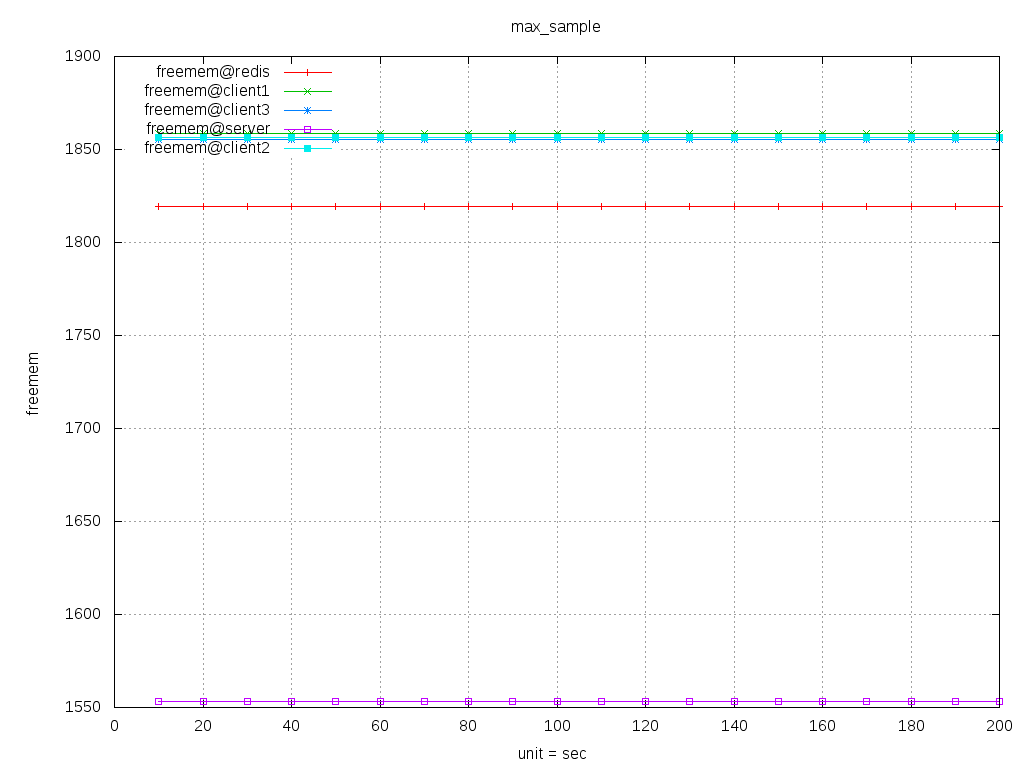 max_sample
1900
1850
1800
1750
1700
1650
1600
1550
freemem
freemem@redis
freemem@client1
freemem@client3
freemem@server
freemem@client2
0 20 40 60 80 100 120 140 160 180 200
unit = sec